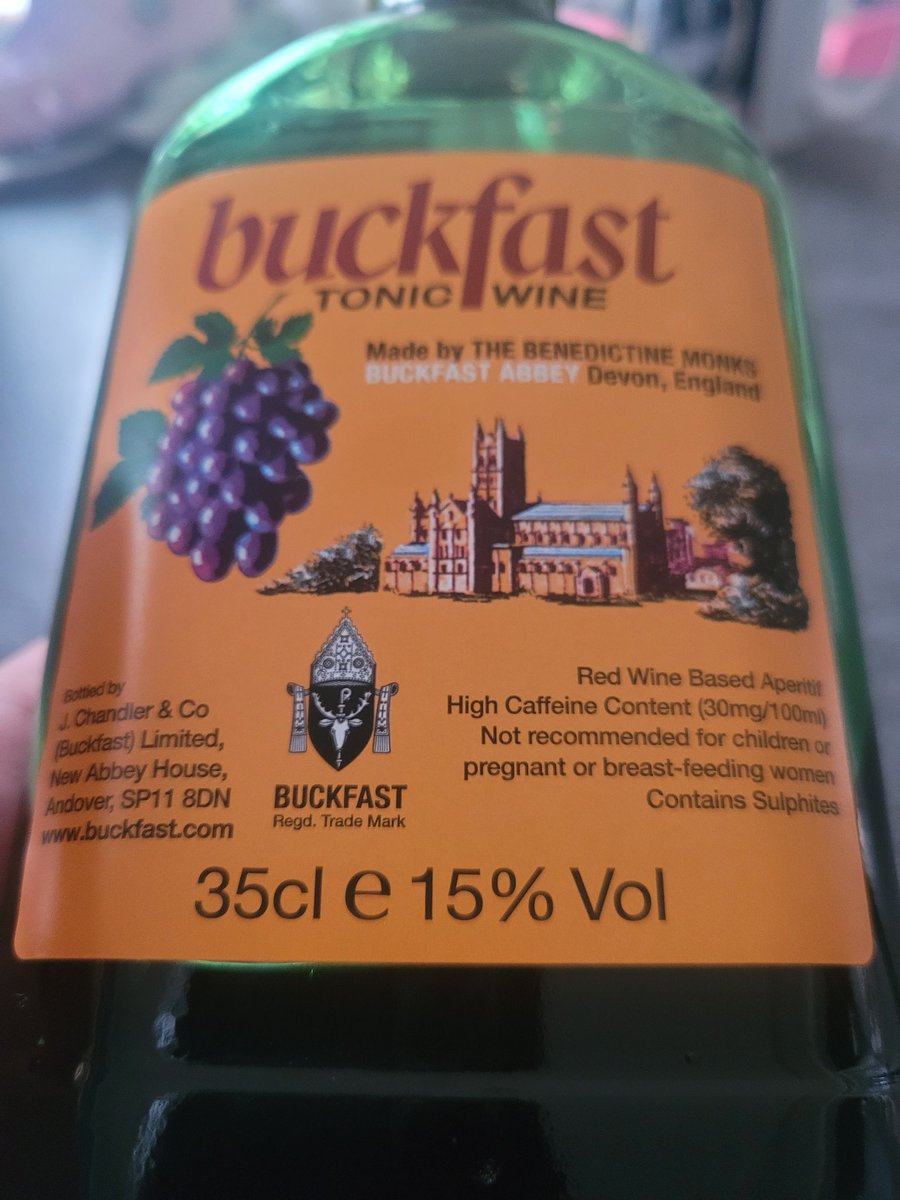 buckfast
TONIC WINE
Made by THE BENEDICTINE MONKS
BUCKFAST ABBEY Devon, England
Bottled by
J. Chandler & Co
(Buckfast) Limited,
New Abbey House,
Andover, SP11 8DN
www.buckfast.com
BUCKFAST
Regd. Trade Mark
Red Wine Based Aperitif
High Caffeine Content (30mg/100ml)
Not recommended for children or
pregnant or breast-feeding women
Contains Sulphites
35cl e 15% Vol